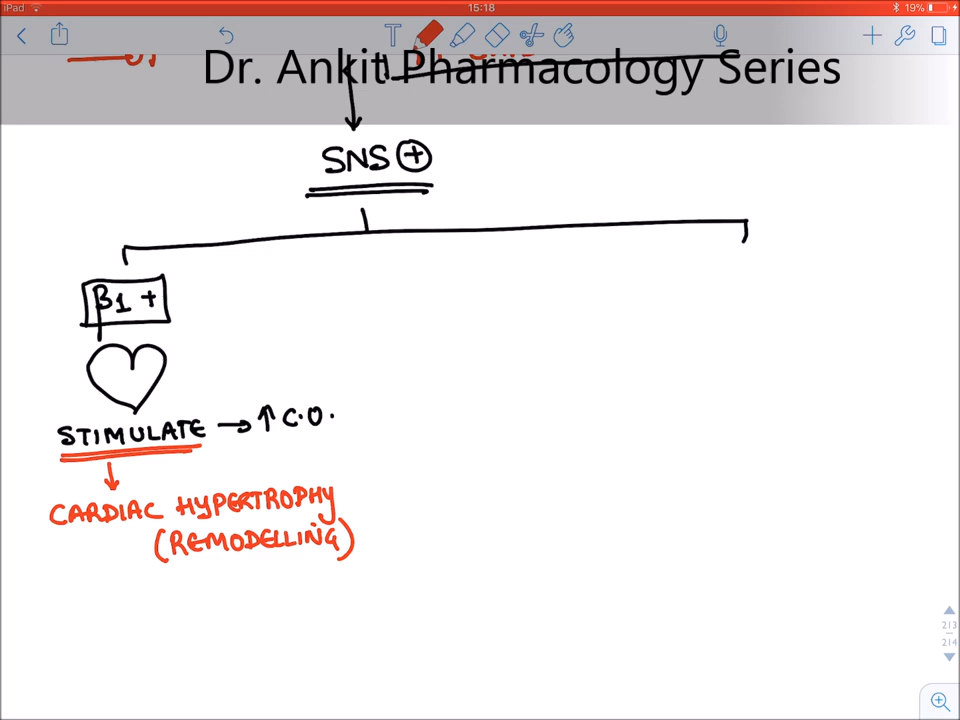 iPad
15:18
19%
T
Dr. Ankit Pharmacology Series
SNS +
β1 +
STIMULATE → ↑ C.O.
CARDIAC HYPERTROPHY
(REMODELLING)
213
214